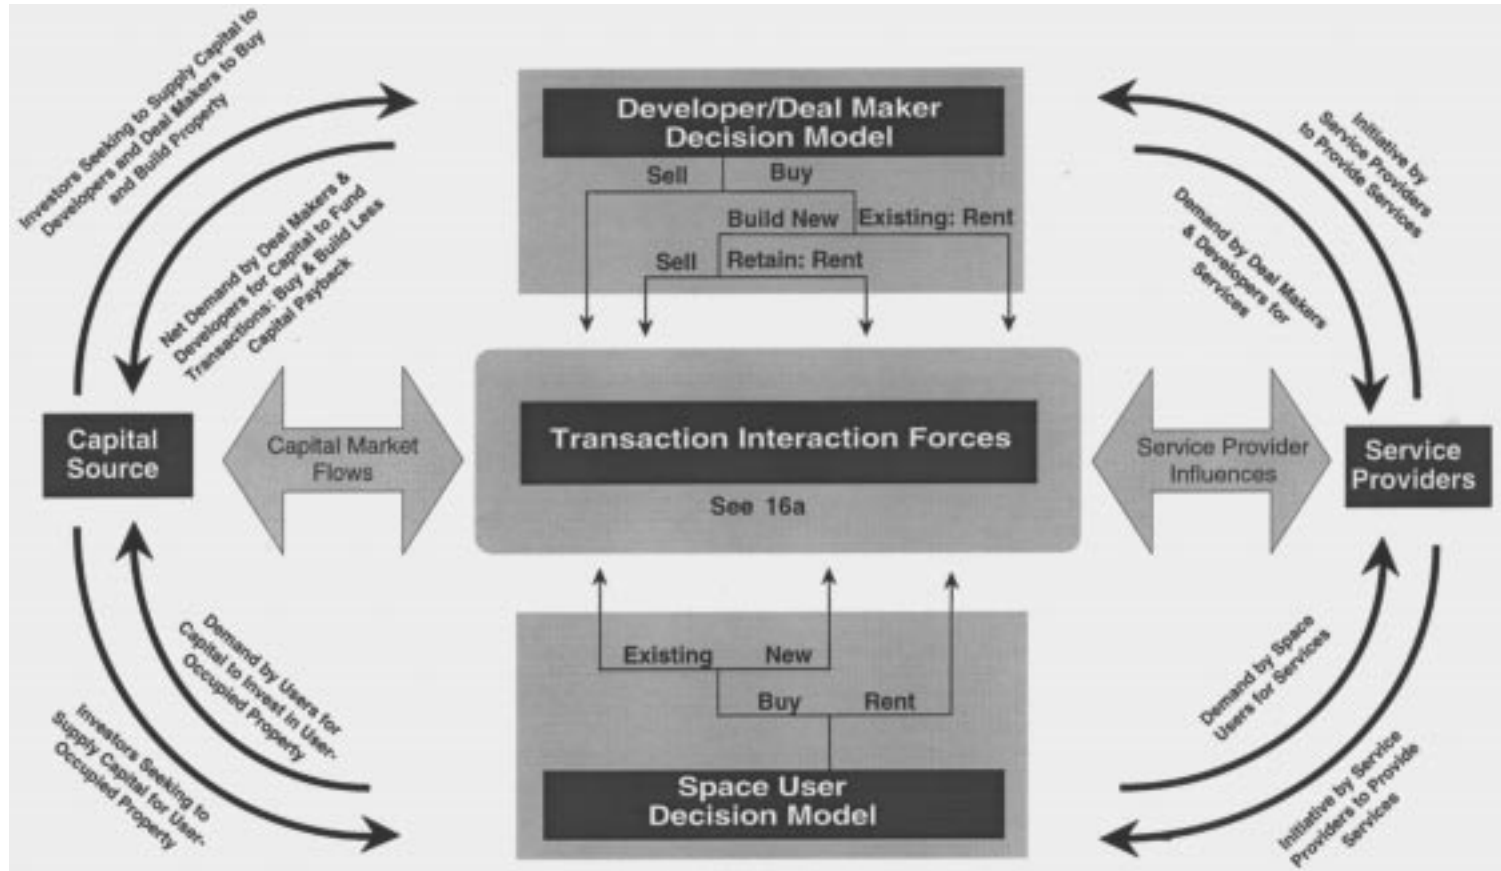 Investors Seeking to Supply Capital to
Developers and Deal Makers to Buy
and Build Property
Net Demand by Deal Makers &
Developers for Capital to Fund
Transactions: Buy & Build Less
Capital Payback
Developer/Deal Maker
Decision Model
Sell
Buy
Build New
Existing: Rent
Sell
Retain: Rent
Initiative by
Service Providers
to Provide Services
Demand by Deal Makers
& Developers for
Services
Capital
Source
Capital Market
Flows
Transaction Interaction Forces
See 16a
Service Provider
Influences
Service
Providers
Existing
New
Buy
Rent
Space User
Decision Model
Demand by Users for
Capital to Invest in User-
Occupied Property
Investors Seeking to
Supply Capital for User-
Occupied Property
Demand by Space
Users for Services
Initiative by Service
Providers to Provide
Services